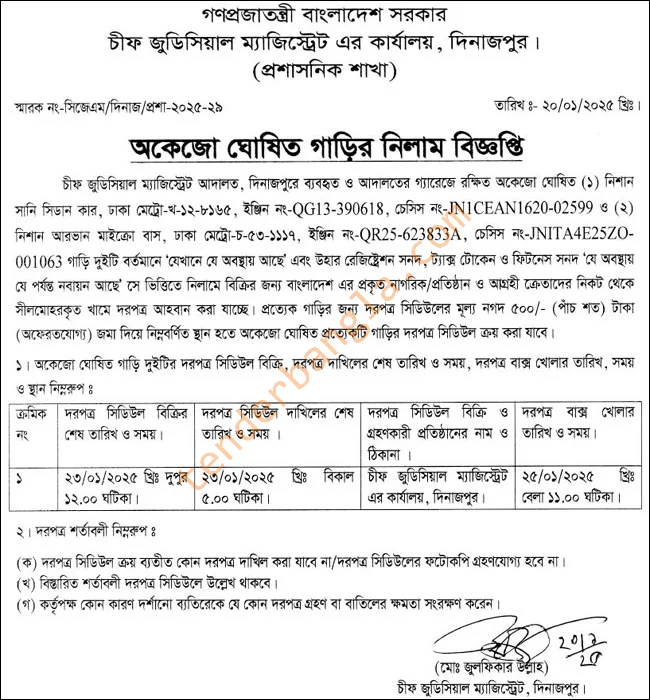 গণপ্রজাতন্ত্রী বাংলাদেশ সরকার
চীফ জুডিসিয়াল ম্যাজিস্ট্রেট এর কার্যালয়, দিনাজপুর।
(প্রশাসনিক শাখা)
স্মারক নং-সিজেএম/দিনাজ/প্রশা-২০২৫-২৯ তারিখ :- ২০/০১/২০২৫ খ্রিঃ।
অকেজো ঘোষিত গাড়ির নিলাম বিজ্ঞপ্তি
চীফ জুডিসিয়াল ম্যাজিস্ট্রেট আদালত, দিনাজপুরে ব্যবহৃত ও আদালতের গ্যারেজে রক্ষিত অকেজো ঘোষিত (১) নিশান
সানি সিডান কার, ঢাকা মেট্রো-খ-১২-৮১৬৫, ইঞ্জিন নং-QG13-390618, চেসিস নং-JN1CEAN1620-02599 ও (২)
নিশান আরভান মাইক্রো বাস, ঢাকা মেট্রো-চ-৫৩-১১১৭, ইঞ্জিন নং-QR25-623833A, চেসিস নং-JNITA4E25ZO-
001063 গাড়ি দুইটি বর্তমানে 'যেখানে যে অবস্থায় আছে' এবং উহার রেজিষ্ট্রেশন সনদ, ট্যাক্স টোকেন ও ফিটনেস সনদ 'যে অবস্থায়
যে পর্যন্ত নবায়ন আছে' সে ভিত্তিতে নিলামে বিক্রির জন্য বাংলাদেশ এর প্রকৃত নাগরিক/প্রতিষ্ঠান ও আগ্রহী ক্রেতাদের নিকট থেকে
সীলমোহরকৃত খামে দরপত্র আহবান করা যাচ্ছে। প্রত্যেক গাড়ির জন্য দরপত্র সিডিউলের মূল্য নগদ ৫০০/- (পাঁচ শত) টাকা
(অফেরতযোগ্য) জমা দিয়ে নিম্নবর্ণিত স্থান হতে অকেজো ঘোষিত প্রত্যেকটি গাড়ির দরপত্র সিডিউল ক্রয় করা যাবে।
১। অকেজো ঘোষিত গাড়ি দুইটির দরপত্র সিডিউল বিক্রি, দরপত্র দাখিলের শেষ তারিখ ও সময়, দরপত্র বাক্স খোলার তারিখ, সময়
ও স্থান নিম্নরুপ ঃ
ক্রমিক নং দরপত্র সিডিউল বিক্রির শেষ তারিখ ও সময়। দরপত্র সিডিউল দাখিলের শেষ তারিখ ও সময়। দরপত্র সিডিউল বিক্রি ও গ্রহণকারী প্রতিষ্ঠানের নাম ও ঠিকানা। দরপত্র বাক্স খোলার তারিখ ও সময়।
১ ২৩/০১/২০২৫ খ্রিঃ দুপুর ১২.০০ ঘটিকা। ২৩/০১/২০২৫ খ্রিঃ বিকাল ৫.০০ ঘটিকা। চীফ জুডিসিয়াল ম্যাজিস্ট্রেট এর কার্যালয়, দিনাজপুর। ২৫/০১/২০২৫ খ্রিঃ বেলা ১১.০০ ঘটিকা।
২। দরপত্র শর্তাবলী নিম্নরুপ ঃ
(ক) দরপত্র সিডিউল ক্রয় ব্যতীত কোন দরপত্র দাখিল করা যাবে না/দরপত্র সিডিউলের ফটোকপি গ্রহণযোগ্য হবে না।
(খ) বিস্তারিত শর্তাবলী দরপত্র সিডিউলে উল্লেখ থাকবে।
(গ) কর্তৃপক্ষ কোন কারণ দর্শানো ব্যতিরেকে যে কোন দরপত্র গ্রহণ বা বাতিলের ক্ষমতা সংরক্ষণ করেন।
(মোঃ জুলফিকার উল্লাহ)
চীফ জুডিসিয়াল ম্যাজিস্ট্রেট, দিনাজপুর।
tenderbangla.com